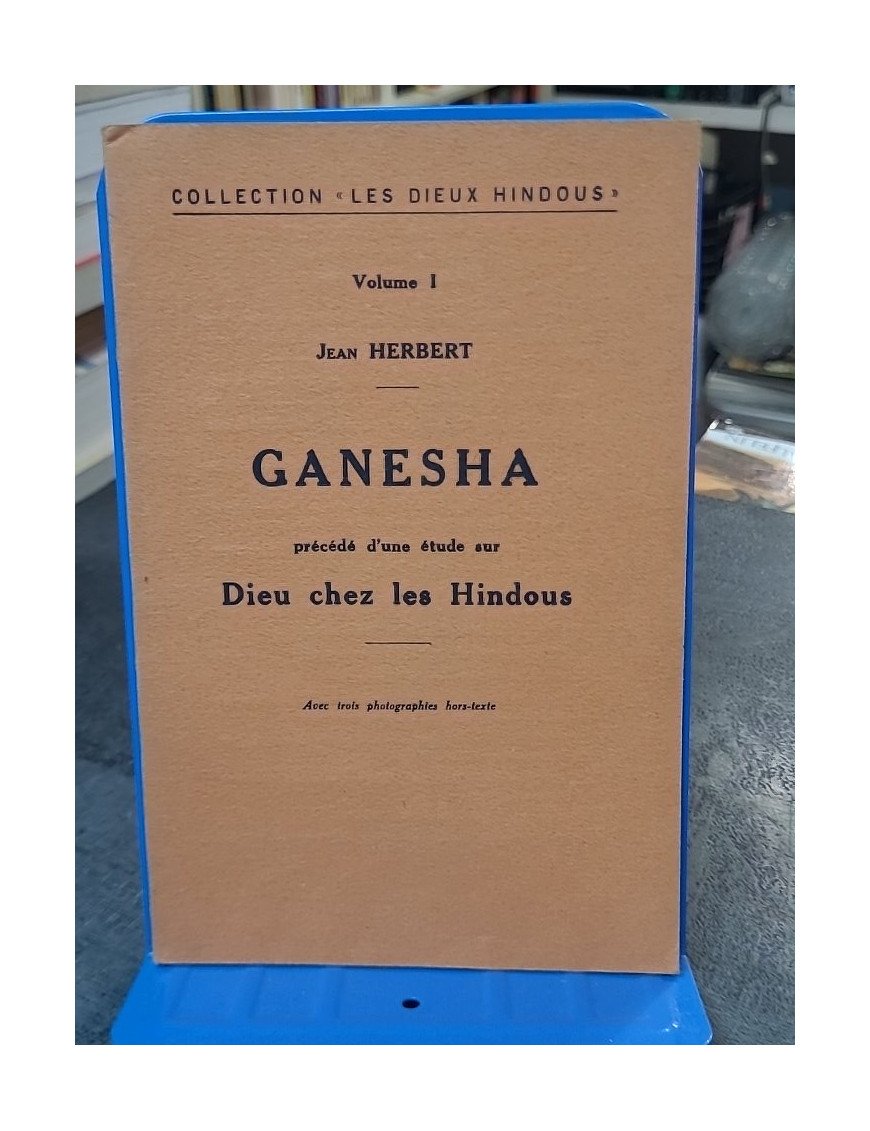 COLLECTION « LES DIEUX HINDOUS »
Volume I
Jean HERBERT
GANESHA
précédé d'une étude sur
Dieu chez les Hindous
Avec trois photographies hors-texte